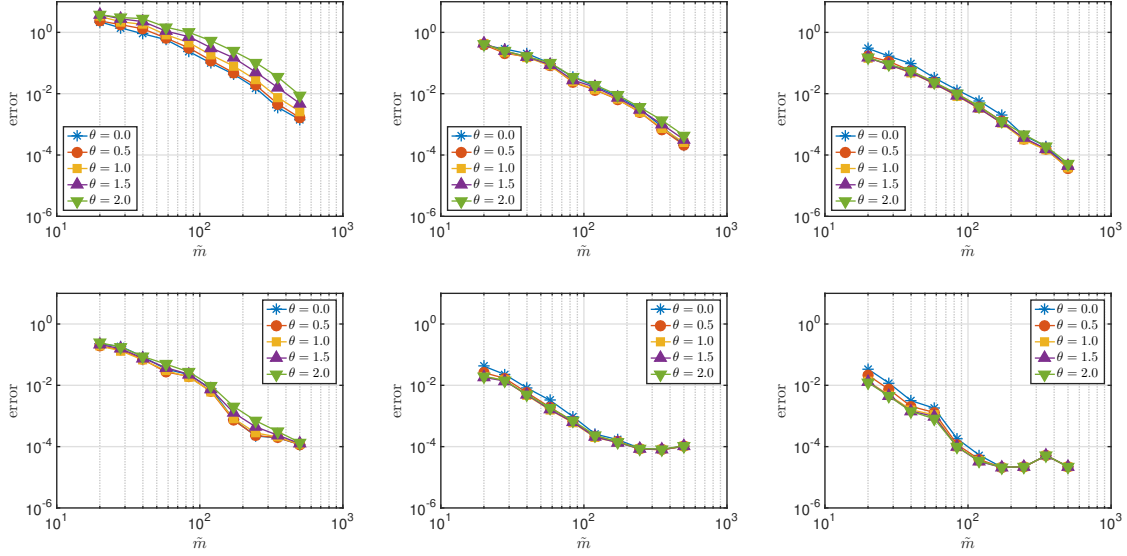 error
10^0
10^-2
10^-4
10^-6
θ = 0.0
θ = 0.5
θ = 1.0
θ = 1.5
θ = 2.0
10^1
10^2
10^3
m̃
error
10^0
10^-2
10^-4
10^-6
θ = 0.0
θ = 0.5
θ = 1.0
θ = 1.5
θ = 2.0
10^1
10^2
10^3
m̃
error
10^0
10^-2
10^-4
10^-6
θ = 0.0
θ = 0.5
θ = 1.0
θ = 1.5
θ = 2.0
10^1
10^2
10^3
m̃
error
10^0
10^-2
10^-4
10^-6
θ = 0.0
θ = 0.5
θ = 1.0
θ = 1.5
θ = 2.0
10^1
10^2
10^3
m̃
error
10^0
10^-2
10^-4
10^-6
θ = 0.0
θ = 0.5
θ = 1.0
θ = 1.5
θ = 2.0
10^1
10^2
10^3
m̃
error
10^0
10^-2
10^-4
10^-6
θ = 0.0
θ = 0.5
θ = 1.0
θ = 1.5
θ = 2.0
10^1
10^2
10^3
m̃